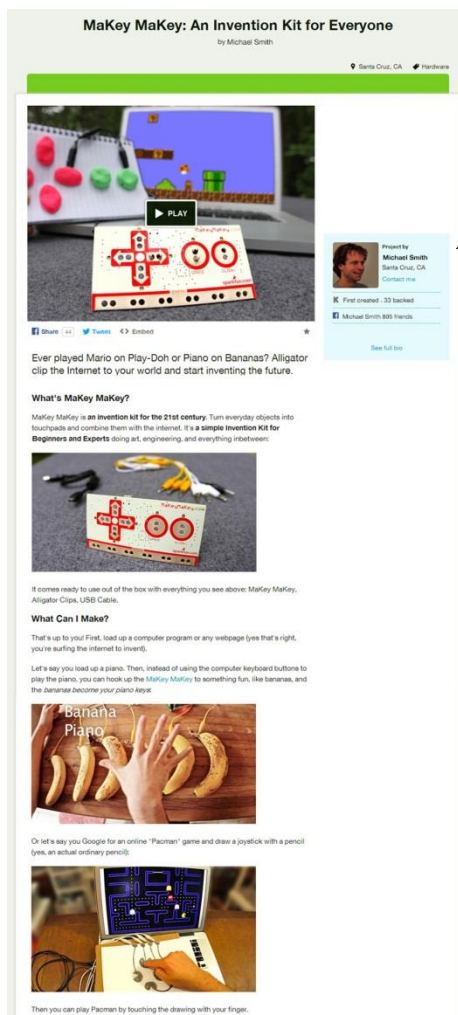 MaKey MaKey: An Invention Kit for Everyone
by Michael Smith
Santa Cruz, CA Hardware
PLAY
MaKeyMaKey
Project by
Michael Smith
Santa Cruz, CA
Contact me
First created · 33 backed
Michael Smith 805 friends
See full bio
Share 44 Tweet <> Embed
Ever played Mario on Play-Doh or Piano on Bananas? Alligator
clip the Internet to your world and start inventing the future.
What's MaKey MaKey?
MaKey MaKey is an invention kit for the 21st century. Turn everyday objects into
touchpads and combine them with the internet. It's a simple Invention Kit for
Beginners and Experts doing art, engineering, and everything inbetween:
MaKeyMaKey
It comes ready to use out of the box with everything you see above: MaKey MaKey,
Alligator Clips, USB Cable.
What Can I Make?
That's up to you! First, load up a computer program or any webpage (yes that's right,
you're surfing the internet to invent).
Let's say you load up a piano. Then, instead of using the computer keyboard buttons to
play the piano, you can hook up the MaKey MaKey to something fun, like bananas, and
the bananas become your piano keys:
Banana
Piano
Or let's say you Google for an online "Pacman" game and draw a joystick with a pencil
(yes, an actual ordinary pencil):
Then you can play Pacman by touching the drawing with your finger.